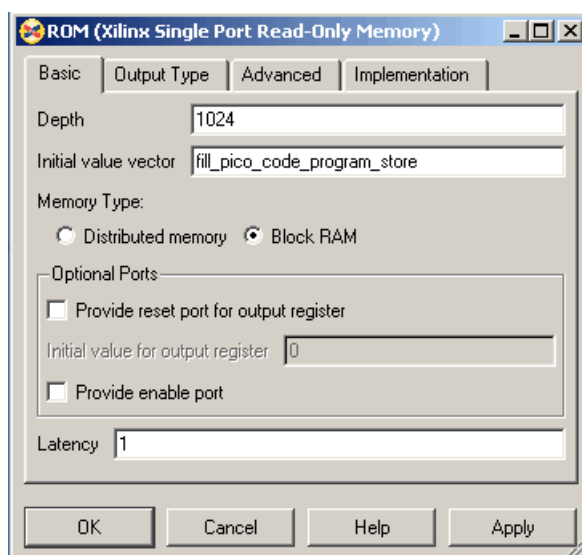 ROM (Xilinx Single Port Read-Only Memory)
Basic Output Type Advanced Implementation
Depth 1024
Initial value vector fill_pico_code_program_store
Memory Type:
Distributed memory Block RAM
Optional Ports
Provide reset port for output register
Initial value for output register 0
Provide enable port
Latency 1
OK Cancel Help Apply